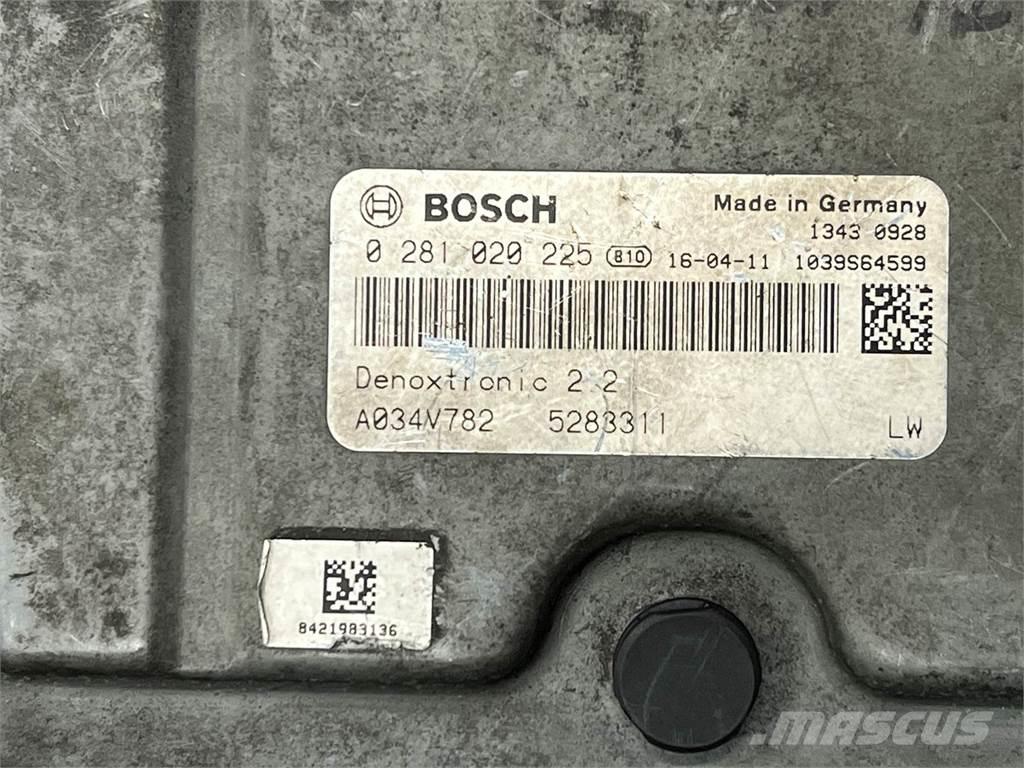 BOSCH
Made in Germany
1343 0928
0 281 020 225 B10 16-04-11 1039S64599
Denoxtronic 2.2
A034V782 5283311 LW
8421983136
MASCUS